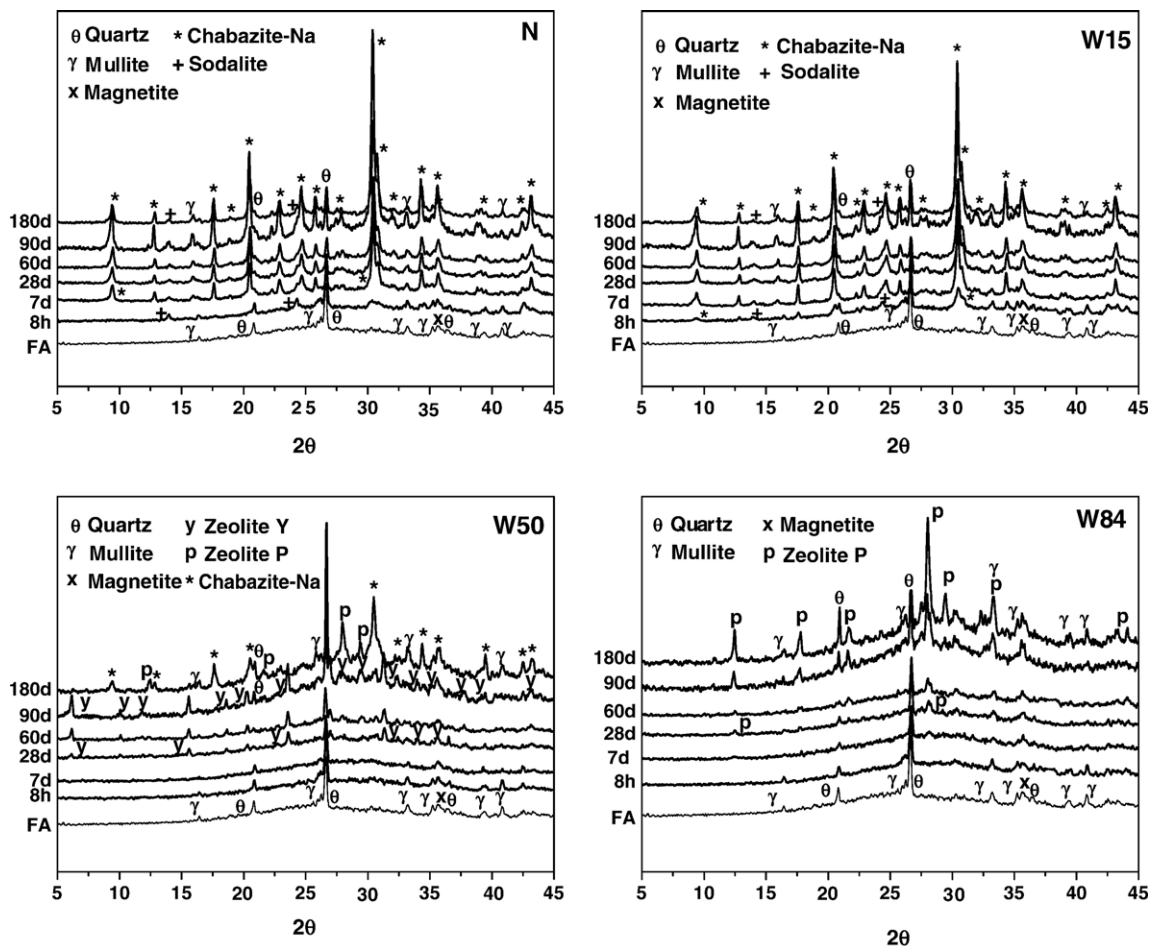 θ Quartz * Chabazite-Na N
γ Mullite + Sodalite
x Magnetite
180d
90d
60d
28d
7d
8h
FA
5 10 15 20 25 30 35 40 45
2θ
θ Quartz * Chabazite-Na W15
γ Mullite + Sodalite
x Magnetite
180d
90d
60d
28d
7d
8h
FA
5 10 15 20 25 30 35 40 45
2θ
θ Quartz y Zeolite Y W50
γ Mullite p Zeolite P
x Magnetite * Chabazite-Na
180d
90d
60d
28d
7d
8h
FA
5 10 15 20 25 30 35 40 45
2θ
θ Quartz x Magnetite W84
γ Mullite p Zeolite P
180d
90d
60d
28d
7d
8h
FA
5 10 15 20 25 30 35 40 45
2θ